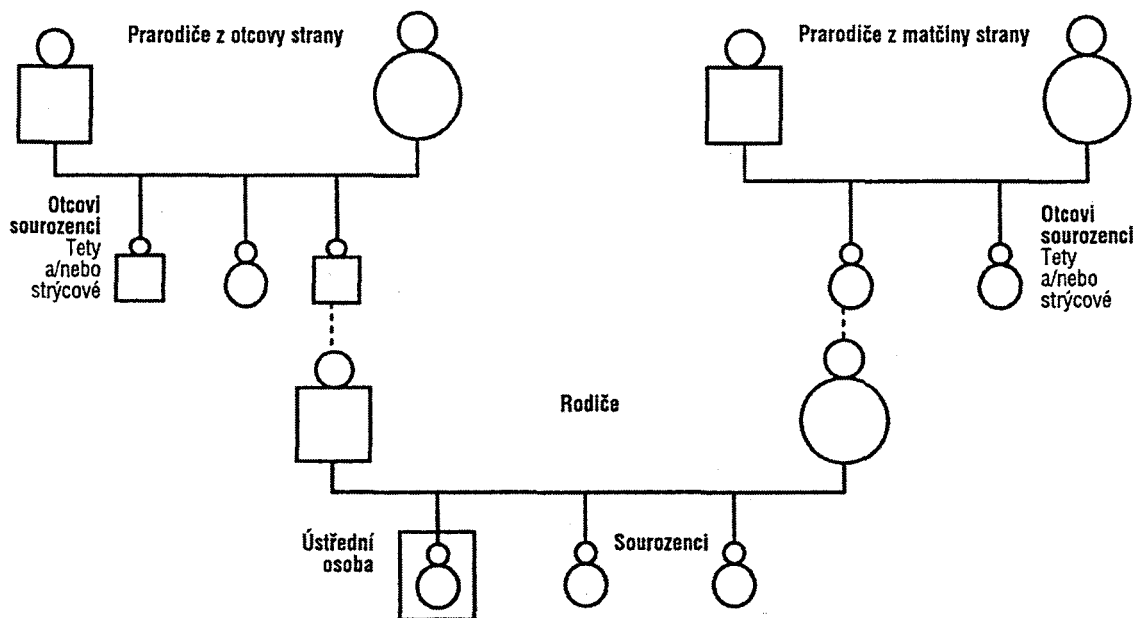 Prarodiče z otcovy strany
Prarodiče z matčiny strany
Otcovi
sourozenci
Tety
a/nebo
strýcové
Otcovi
sourozenci
Tety
a/nebo
strýcové
Rodiče
Ústřední
osoba
Sourozenci